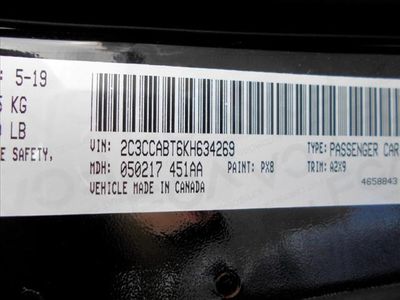 : 5-19
KG
LB
E SAFETY,
VIN: 2C3CCABT6KH634269 TYPE: PASSENGER CAR
MDH: 050217 451AA PAINT: PX8 TRIM: A2X9
VEHICLE MADE IN CANADA 4658843